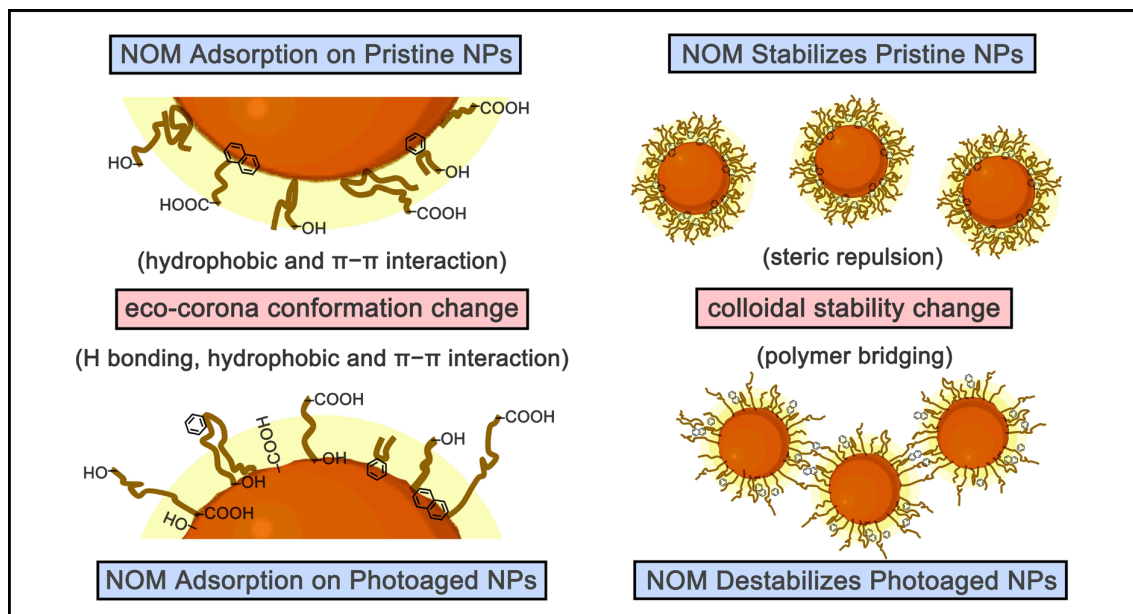 NOM Adsorption on Pristine NPs
COOH
HO
OH
HOOC
COOH
OH
(hydrophobic and π−π interaction)
eco-corona conformation change
(H bonding, hydrophobic and π−π interaction)
COOH
COOH
COOH
OH
HO
OH
OH
COOH
HO
NOM Adsorption on Photoaged NPs
NOM Stabilizes Pristine NPs
(steric repulsion)
colloidal stability change
(polymer bridging)
NOM Destabilizes Photoaged NPs